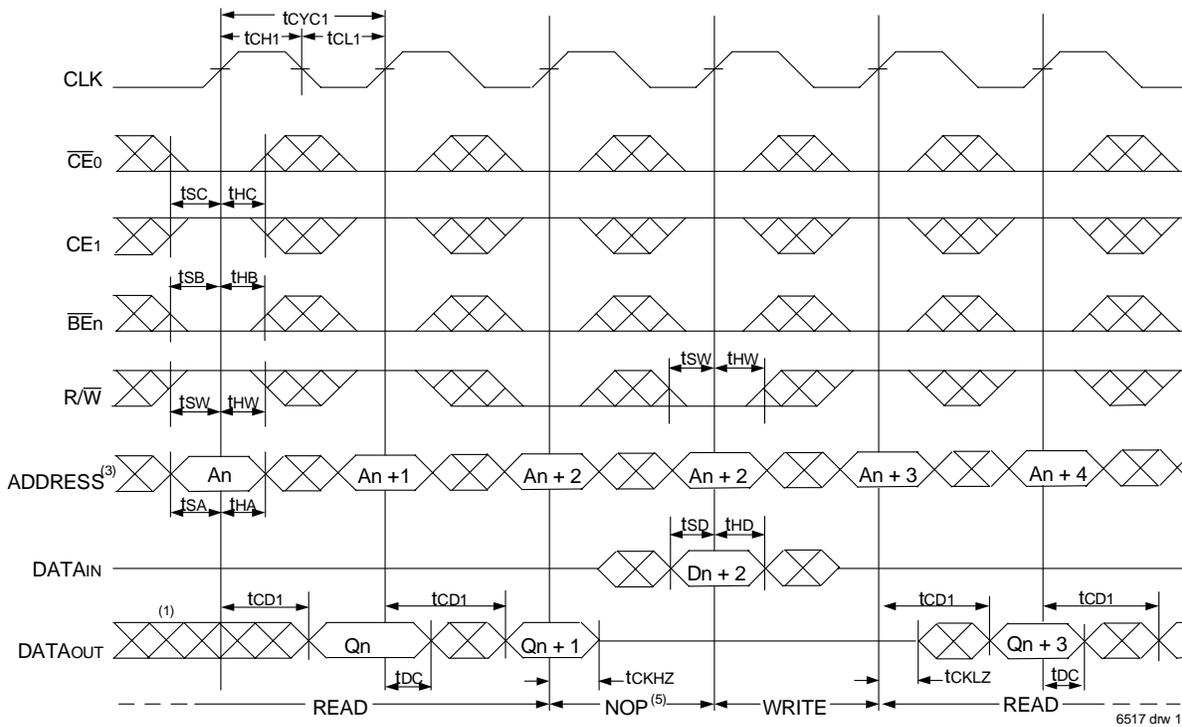 tCYC1
tCH1 tCL1
CLK
CE0
tSC tHC
CE1
tSB tHB
BEn
tSW tHW
R/W
tSW tHW
ADDRESS(3) An An + 1 An + 2 An + 2 An + 3 An + 4
tSA tHA
tSD tHD
DATAIN Dn + 2
(1) tCD1 tCD1 tCD1 tCD1
DATAOUT Qn Qn + 1 Qn + 3
tDC tCKHZ tCKLZ tDC
READ NOP(5) WRITE READ
6517 drw 1